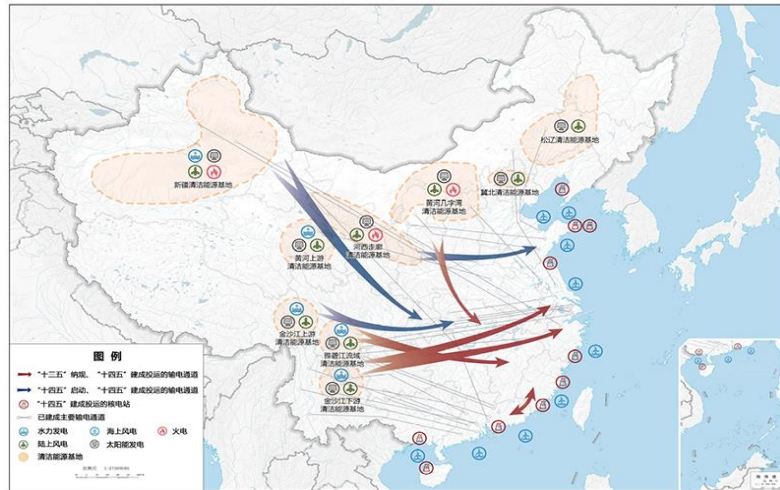 松辽清洁能源基地
新疆清洁能源基地
冀北清洁能源基地
黄河几字湾
清洁能源基地
河西走廊
清洁能源基地
黄河上游
清洁能源基地
金沙江上游
清洁能源基地
雅砻江流域
清洁能源基地
金沙江下游
清洁能源基地
图 例
“十三五”纳规、“十四五”建成投运的输电通道
“十四五”启动、“十四五”建成投运的输电通道
“十四五”建成投运的核电站
已建成主要输电通道
水力发电 海上风电 火电
陆上风电 太阳能发电
清洁能源基地